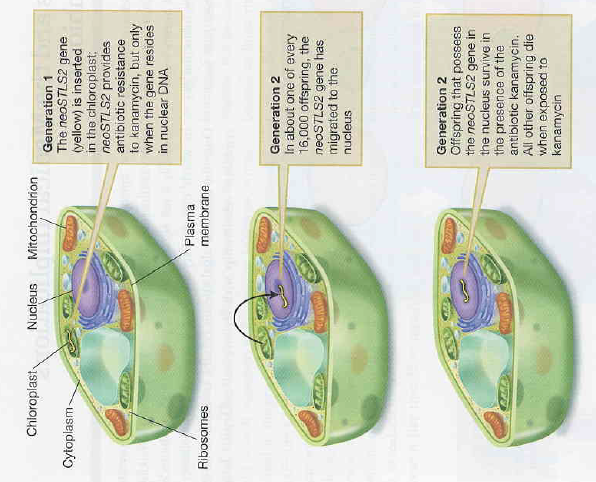 Generation 1
The neoSTLS2 gene
(yellow) is inserted
in the chloroplast;
neoSTLS2 provides
antibiotic resistance
to kanamycin, but only
when the gene resides
in nuclear DNA
Mitochondrion
Nucleus
Chloroplast
Cytoplasm
Plasma
membrane
Ribosomes
Generation 2
In about one of every
16,000 offspring, the
neoSTLS2 gene has
migrated to the
nucleus
Generation 2
Offspring that possess
the neoSTLS2 gene in
the nucleus survive in
the presence of the
antibiotic kanamycin.
All other offspring die
when exposed to
kanamycin